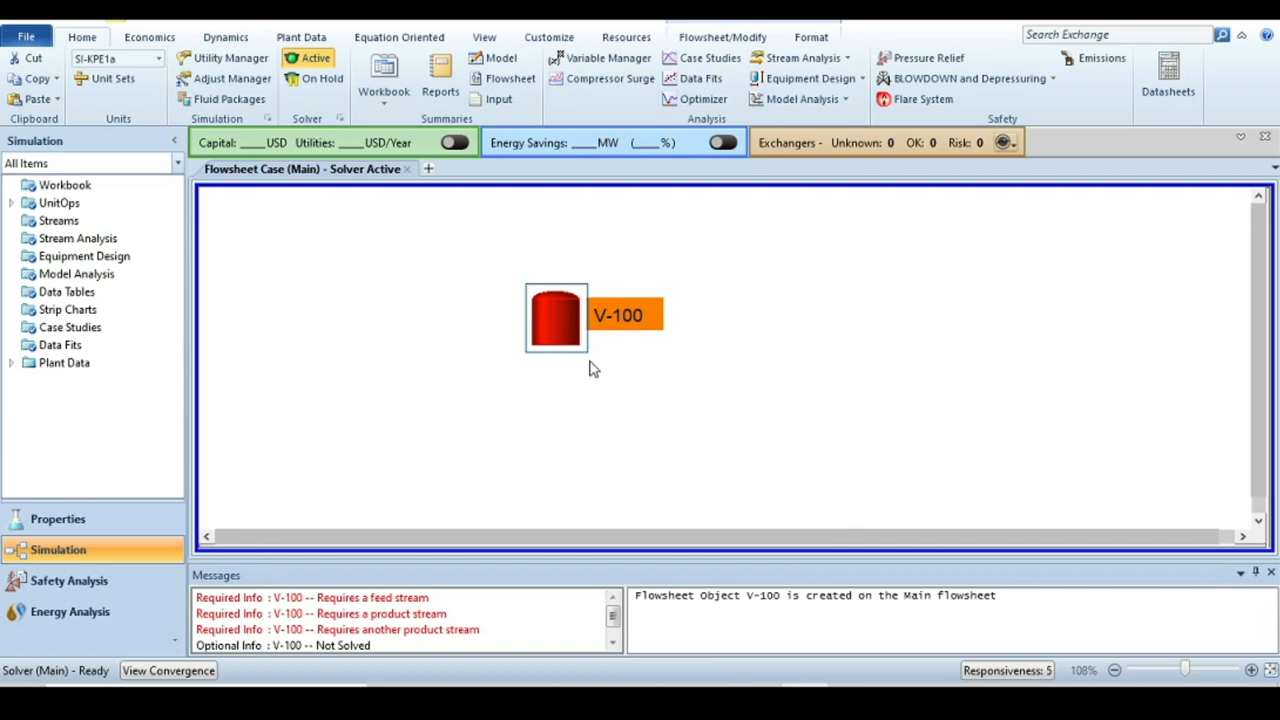 File Home Economics Dynamics Plant Data Equation Oriented View Customize Resources Flowsheet/Modify Format Search Exchange
Cut SI-KPE1a Utility Manager Active Model Variable Manager Case Studies Stream Analysis Pressure Relief Emissions
Copy Unit Sets Adjust Manager On Hold Flowsheet Compressor Surge Data Fits Equipment Design BLOWDOWN and Depressuring
Workbook Reports Datasheets
Paste Fluid Packages Input Optimizer Model Analysis Flare System
Clipboard Units Simulation Solver Summaries Analysis Safety
Simulation
Capital: ____USD Utilities: ____USD/Year Energy Savings: ____MW (____%) Exchangers - Unknown: 0 OK: 0 Risk: 0
All Items
Flowsheet Case (Main) - Solver Active
Workbook
UnitOps
Streams
Stream Analysis
Equipment Design
Model Analysis
Data Tables
Strip Charts
Case Studies
Data Fits
Plant Data
V-100
Properties
Simulation
Safety Analysis
Energy Analysis
Messages
Required Info : V-100 -- Requires a feed stream
Required Info : V-100 -- Requires a product stream
Required Info : V-100 -- Requires another product stream
Optional Info : V-100 -- Not Solved
Flowsheet Object V-100 is created on the Main flowsheet
Solver (Main) - Ready View Convergence Responsiveness: 5 108%